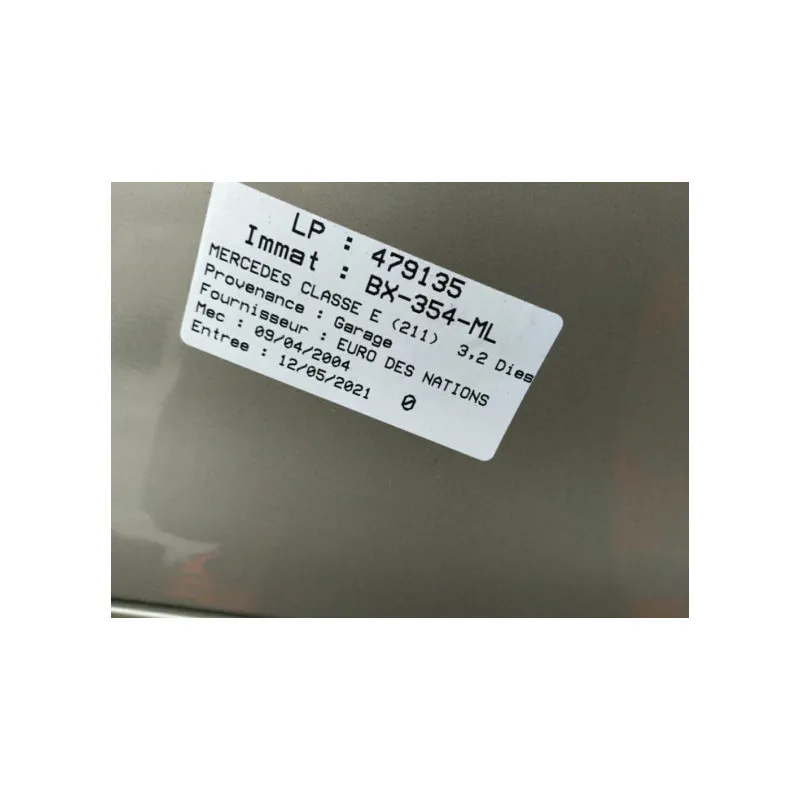 LP : 479135
Immat : BX-354-ML
MERCEDES CLASSE E (211) 3,2 Dies
Provenance : Garage
Fournisseur : EURO DES NATIONS
Mec : 09/04/2004
Entree : 12/05/2021 0